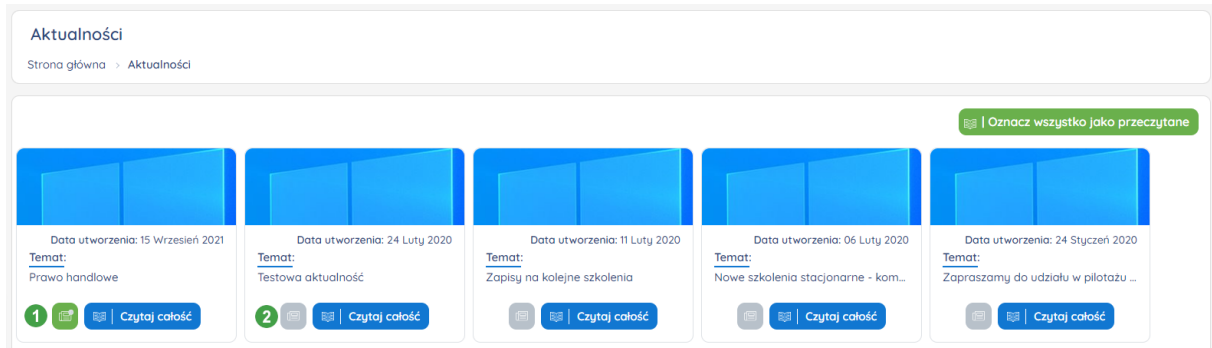 Aktualności
Strona główna > Aktualności
| Oznacz wszystko jako przeczytane
Data utworzenia: 15 Wrzesień 2021
Temat:
Prawo handlowe
1 | Czytaj całość
Data utworzenia: 24 Luty 2020
Temat:
Testowa aktualność
2 | Czytaj całość
Data utworzenia: 11 Luty 2020
Temat:
Zapisy na kolejne szkolenia
| Czytaj całość
Data utworzenia: 06 Luty 2020
Temat:
Nowe szkolenia stacjonarne - kom...
| Czytaj całość
Data utworzenia: 24 Styczeń 2020
Temat:
Zapraszamy do udziału w pilotażu ...
| Czytaj całość